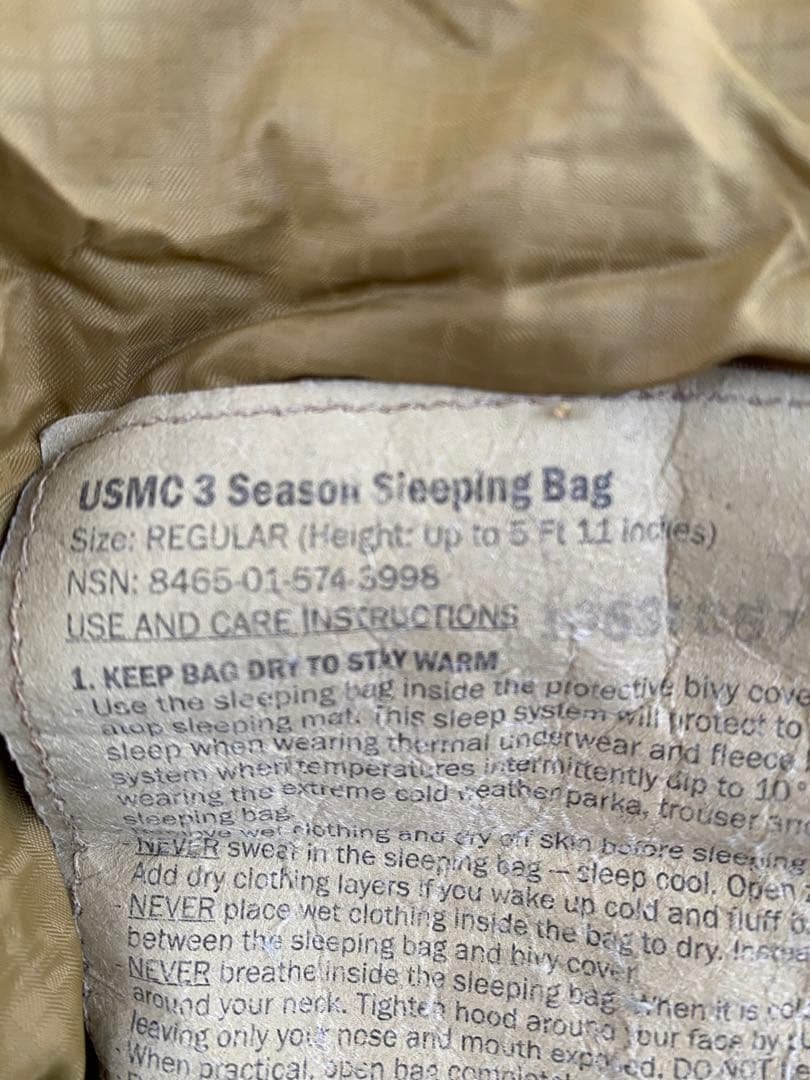 USMC 3 Season Sleeping Bag
Size: REGULAR (Height: Up to 5 Ft 11 inches)
NSN: 8465-01-574-3998
USE AND CARE INSTRUCTIONS
1. KEEP BAG DRY TO STAY WARM
- Use the sleeping bag inside the protective bivy cove
atop sleeping mat. This sleep system will protect to
sleep when wearing thermal underwear and fleece
system when temperatures intermittently dip to 10°
wearing the extreme cold weather parka, trouser and
sleeping bag.
- Remove wet clothing and dry off skin before sleeping
- NEVER sweat in the sleeping bag — sleep cool. Open
Add dry clothing layers if you wake up cold and fluff
- NEVER place wet clothing inside the bag to dry. Instea
between the sleeping bag and bivy cover
- NEVER breathe inside the sleeping bag. When it is col
around your neck. Tighten hood around your face by
leaving only your nose and mouth exposed. DO NOT
- When practical, open bag